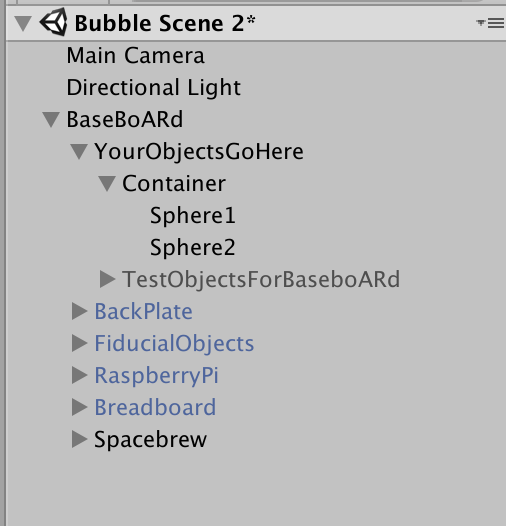 Bubble Scene 2*
Main Camera
Directional Light
BaseBoARd
YourObjectsGoHere
Container
Sphere1
Sphere2
TestObjectsForBaseboARd
BackPlate
FiducialObjects
RaspberryPi
Breadboard
Spacebrew